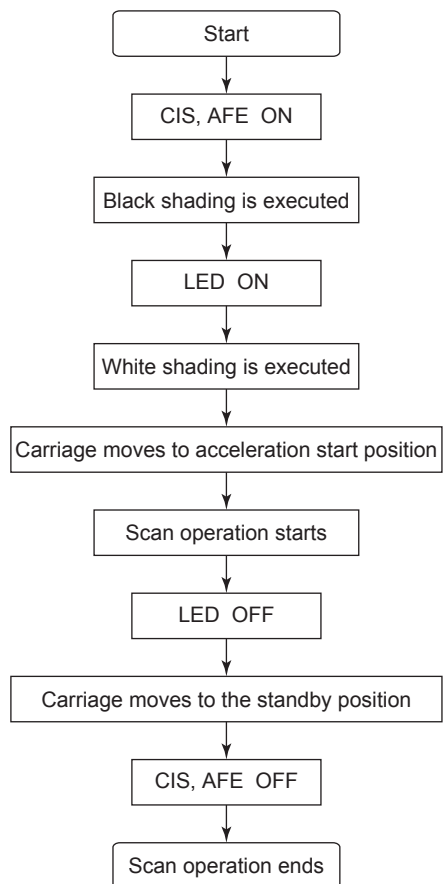 Start
CIS, AFE ON
Black shading is executed
LED ON
White shading is executed
Carriage moves to acceleration start position
Scan operation starts
LED OFF
Carriage moves to the standby position
CIS, AFE OFF
Scan operation ends